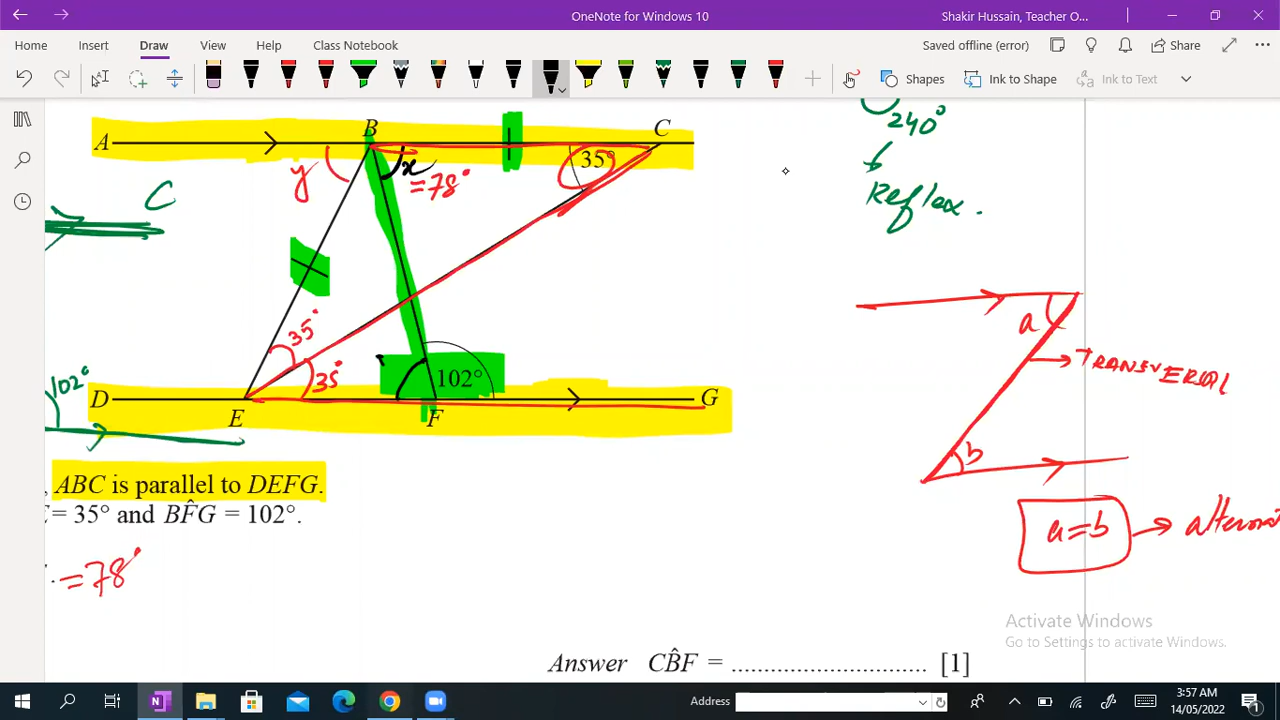 OneNote for Windows 10
Shakir Hussain, Teacher O...
Home Insert Draw View Help Class Notebook
Saved offline (error)
Share
Shapes
Ink to Shape
Ink to Text
240°
Reflex.
A B C
35°
y
x
= 78°
C
35°
35°
102°
102°
D E F G
a
TRANSVERSAL
b
ABC is parallel to DEFG.
= 35° and BF̂G = 102°.
a=b
= 78°
Activate Windows
Go to Settings to activate Windows.
Answer CB̂F = ............................ [1]
Address
3:57 AM
14/05/2022
1